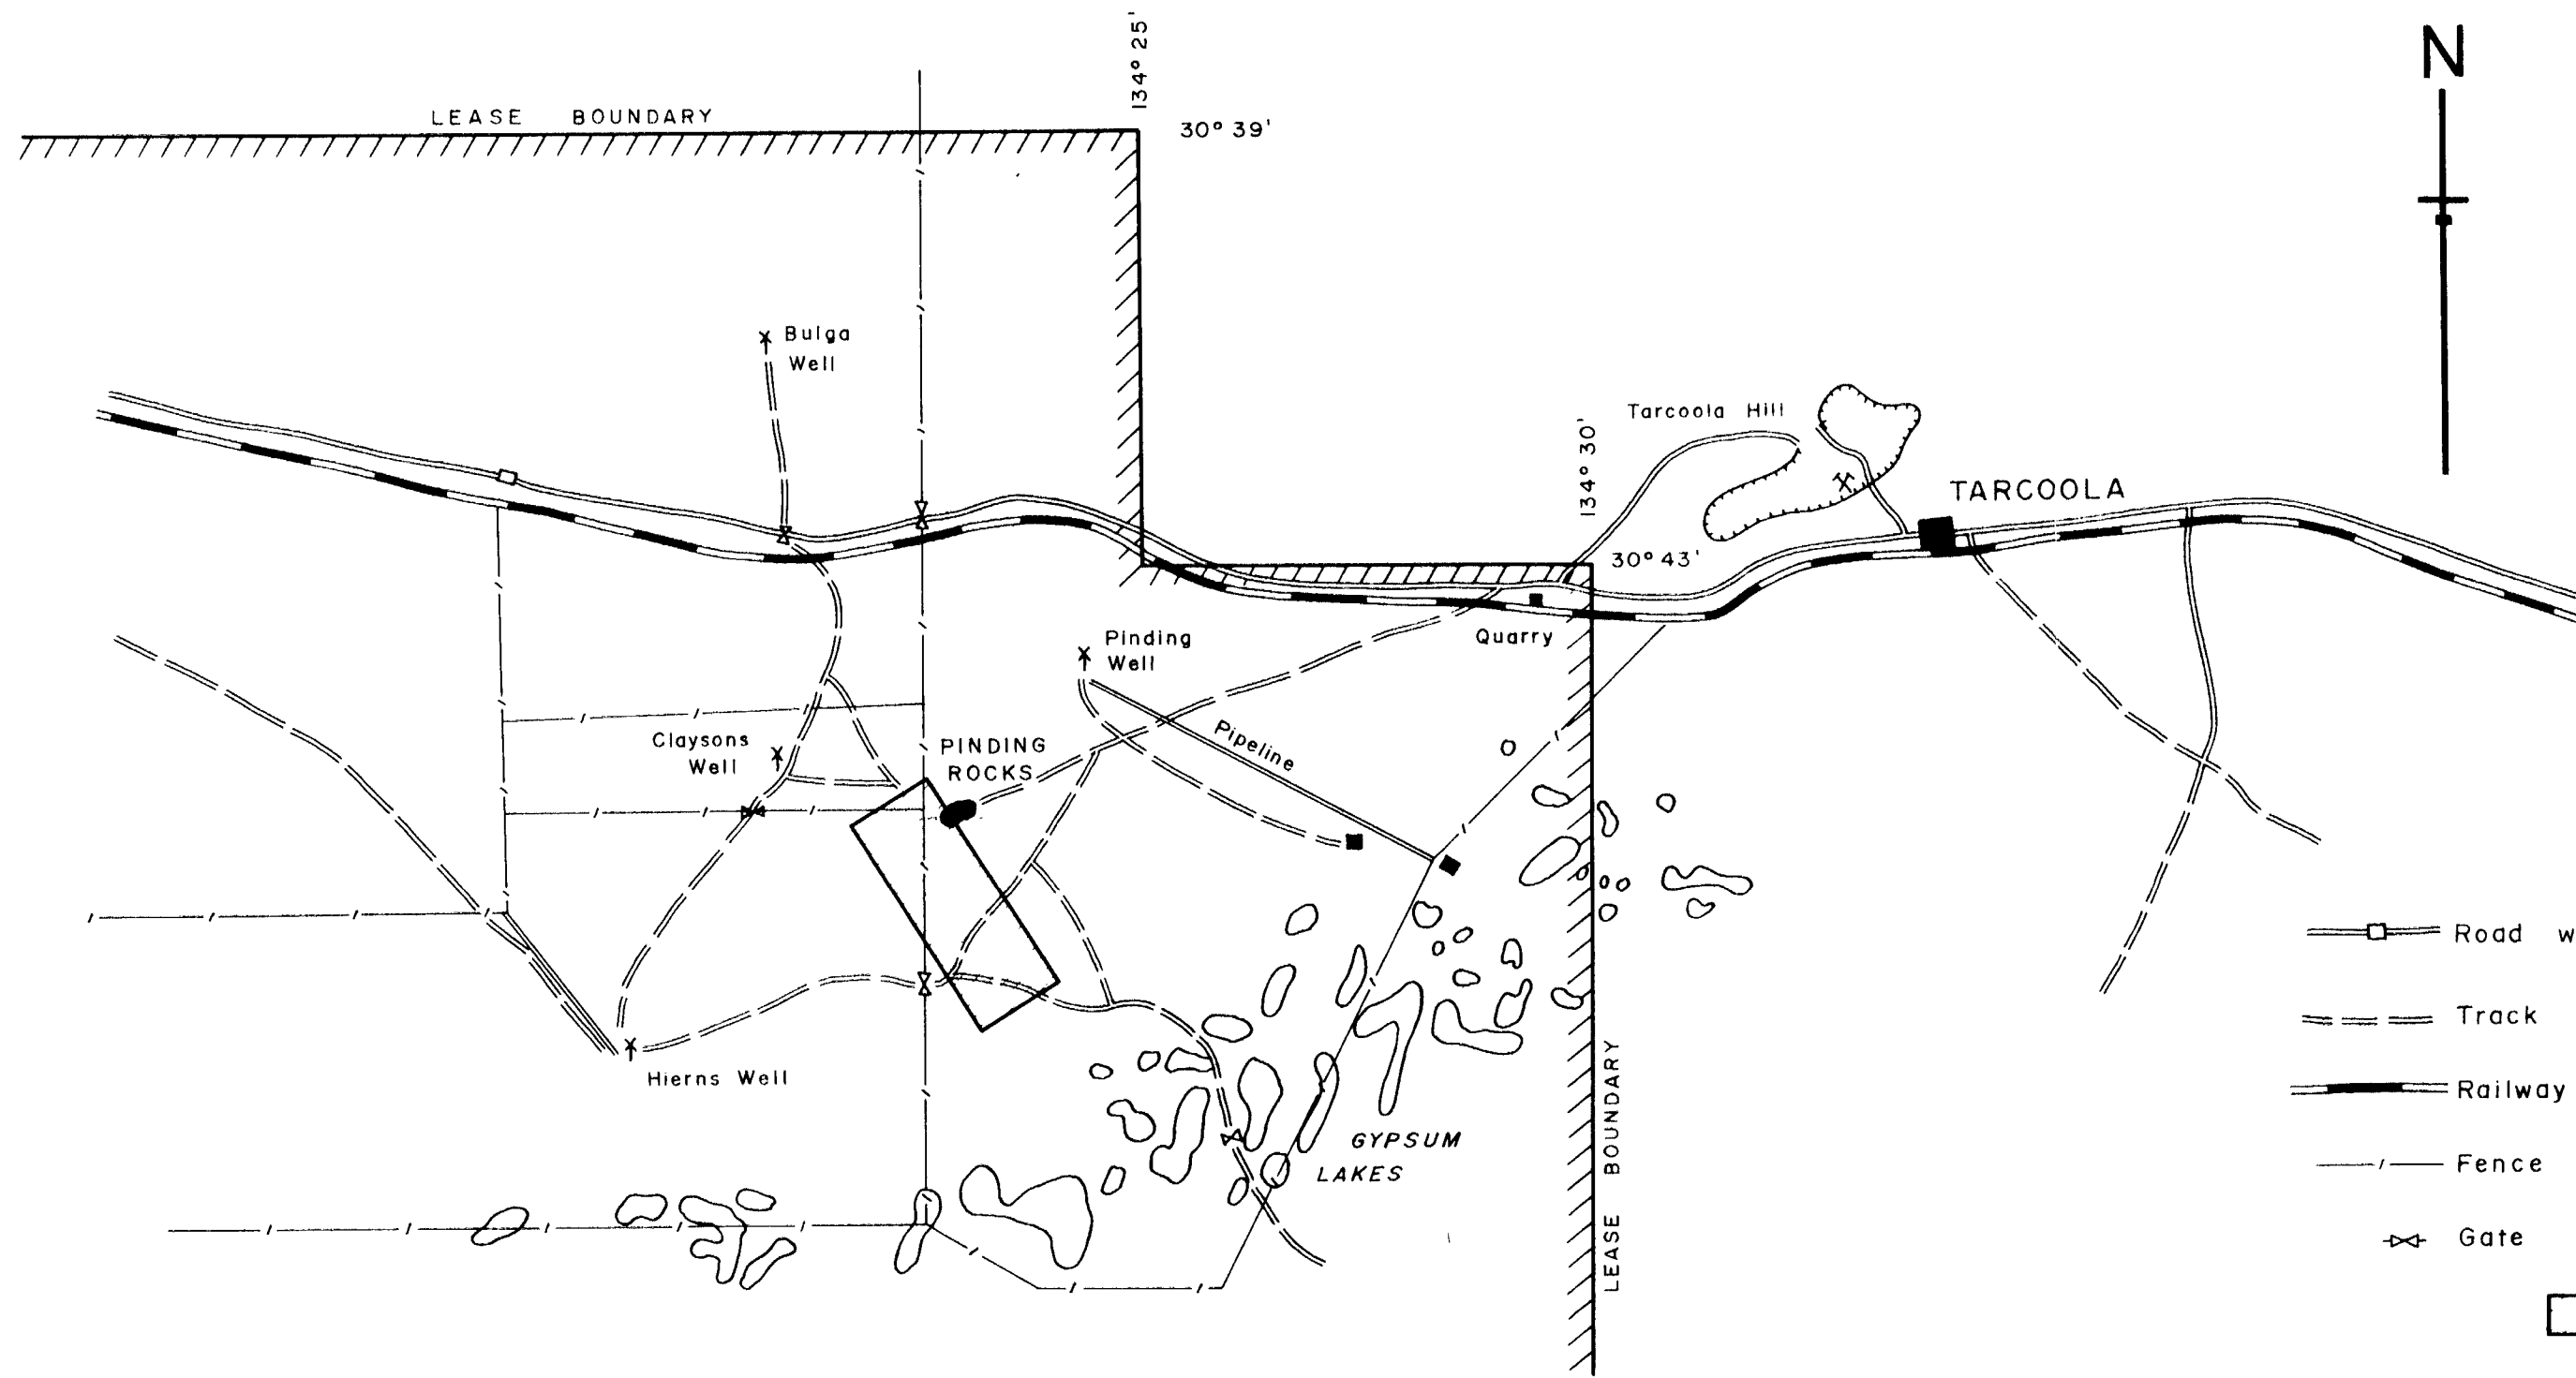 134° 25'
N
LEASE BOUNDARY
30° 39'
Bulga
Well
Tarcoola Hill
134° 30'
TARCOOLA
30° 43'
Pinding
Well
Quarry
Pipeline
Claysons
Well
PINDING
ROCKS
Road w
Track
Hierns Well
Railway
LEASE BOUNDARY
GYPSUM
LAKES
Fence
Gate